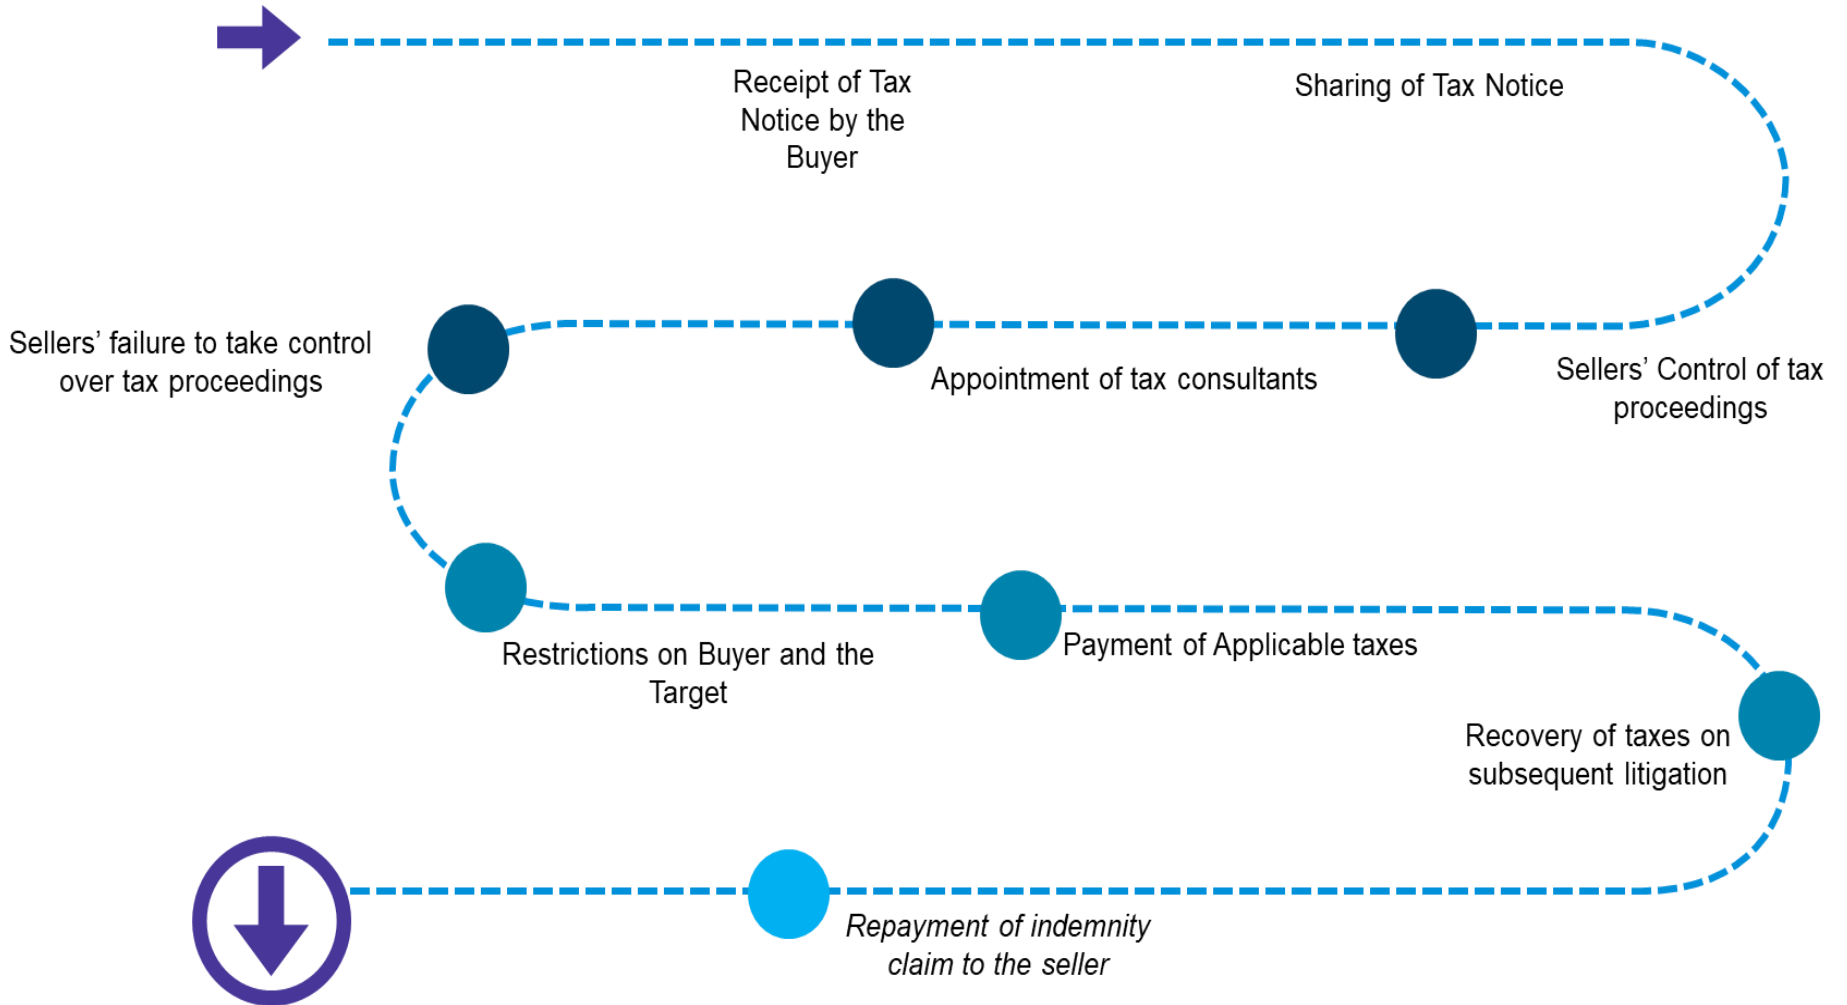 Receipt of Tax
Notice by the
Buyer
Sharing of Tax Notice
Sellers’ Control of tax
proceedings
Appointment of tax consultants
Sellers’ failure to take control
over tax proceedings
Restrictions on Buyer and the
Target
Payment of Applicable taxes
Recovery of taxes on
subsequent litigation
Repayment of indemnity
claim to the seller